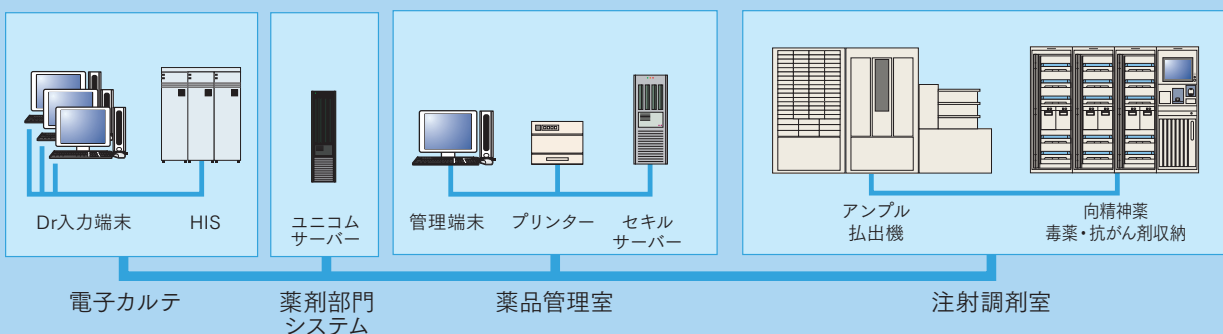 Dr入力端末
HIS
ユニコム
サーバー
管理端末
プリンター
セキル
サーバー
アンプル
払出機
向精神薬
毒薬・抗がん剤収納
電子カルテ
薬剤部門
システム
薬品管理室
注射調剤室